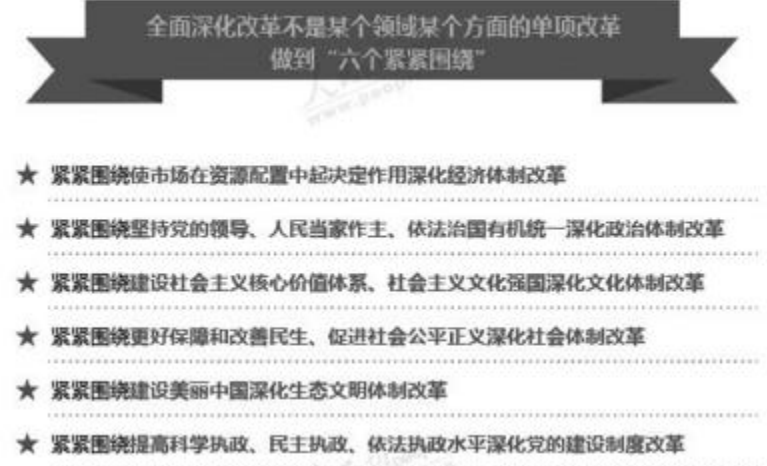 全面深化改革不是某个领域某个方面的单项改革
做到“六个紧紧围绕”
★ 紧紧围绕使市场在资源配置中起决定作用深化经济体制改革
★ 紧紧围绕坚持党的领导、人民当家作主、依法治国有机统一深化政治体制改革
★ 紧紧围绕建设社会主义核心价值体系、社会主义文化强国深化文化体制改革
★ 紧紧围绕更好保障和改善民生、促进社会公平正义深化社会体制改革
★ 紧紧围绕建设美丽中国深化生态文明体制改革
★ 紧紧围绕提高科学执政、民主执政、依法执政水平深化党的建设制度改革